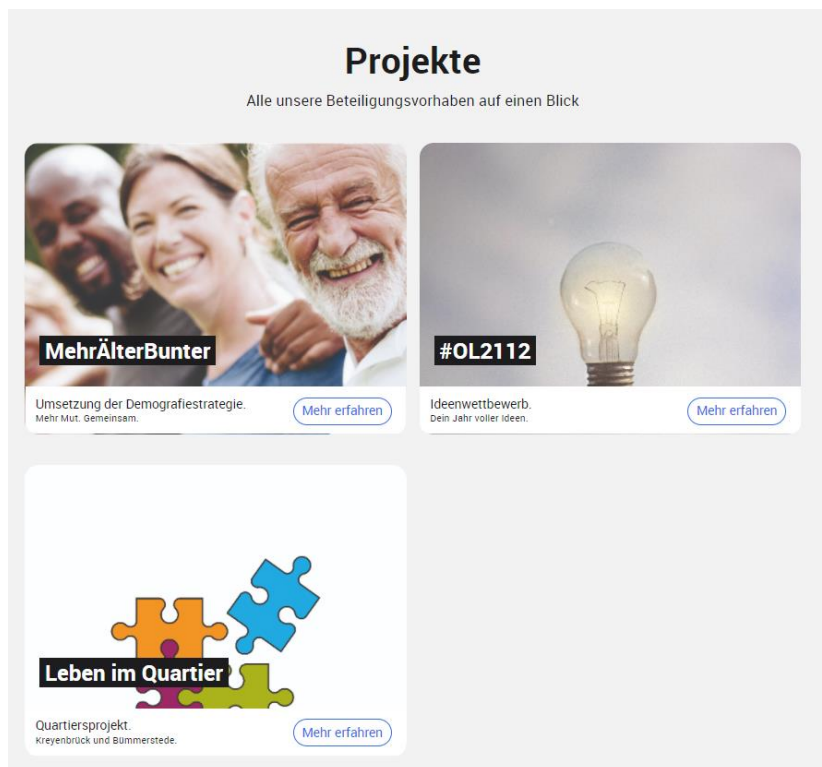 Projekte
Alle unsere Beteiligungsvorhaben auf einen Blick
MehrÄlterBunter
Umsetzung der Demografiestrategie.
Mehr Mut. Gemeinsam.
Mehr erfahren
#OL2112
Ideenwettbewerb.
Dein Jahr voller Ideen.
Mehr erfahren
Leben im Quartier
Quartiersprojekt.
Kreyenbrück und Bümmerstede.
Mehr erfahren